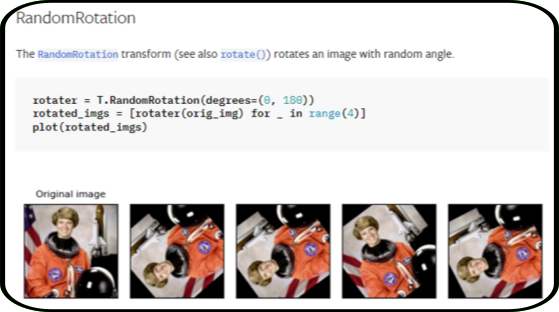 RandomRotation
The RandomRotation transform (see also rotate()) rotates an image with random angle.
rotater = T.RandomRotation(degrees=(0, 180))
rotated_imgs = [rotater(orig_img) for _ in range(4)]
plot(rotated_imgs)
Original image